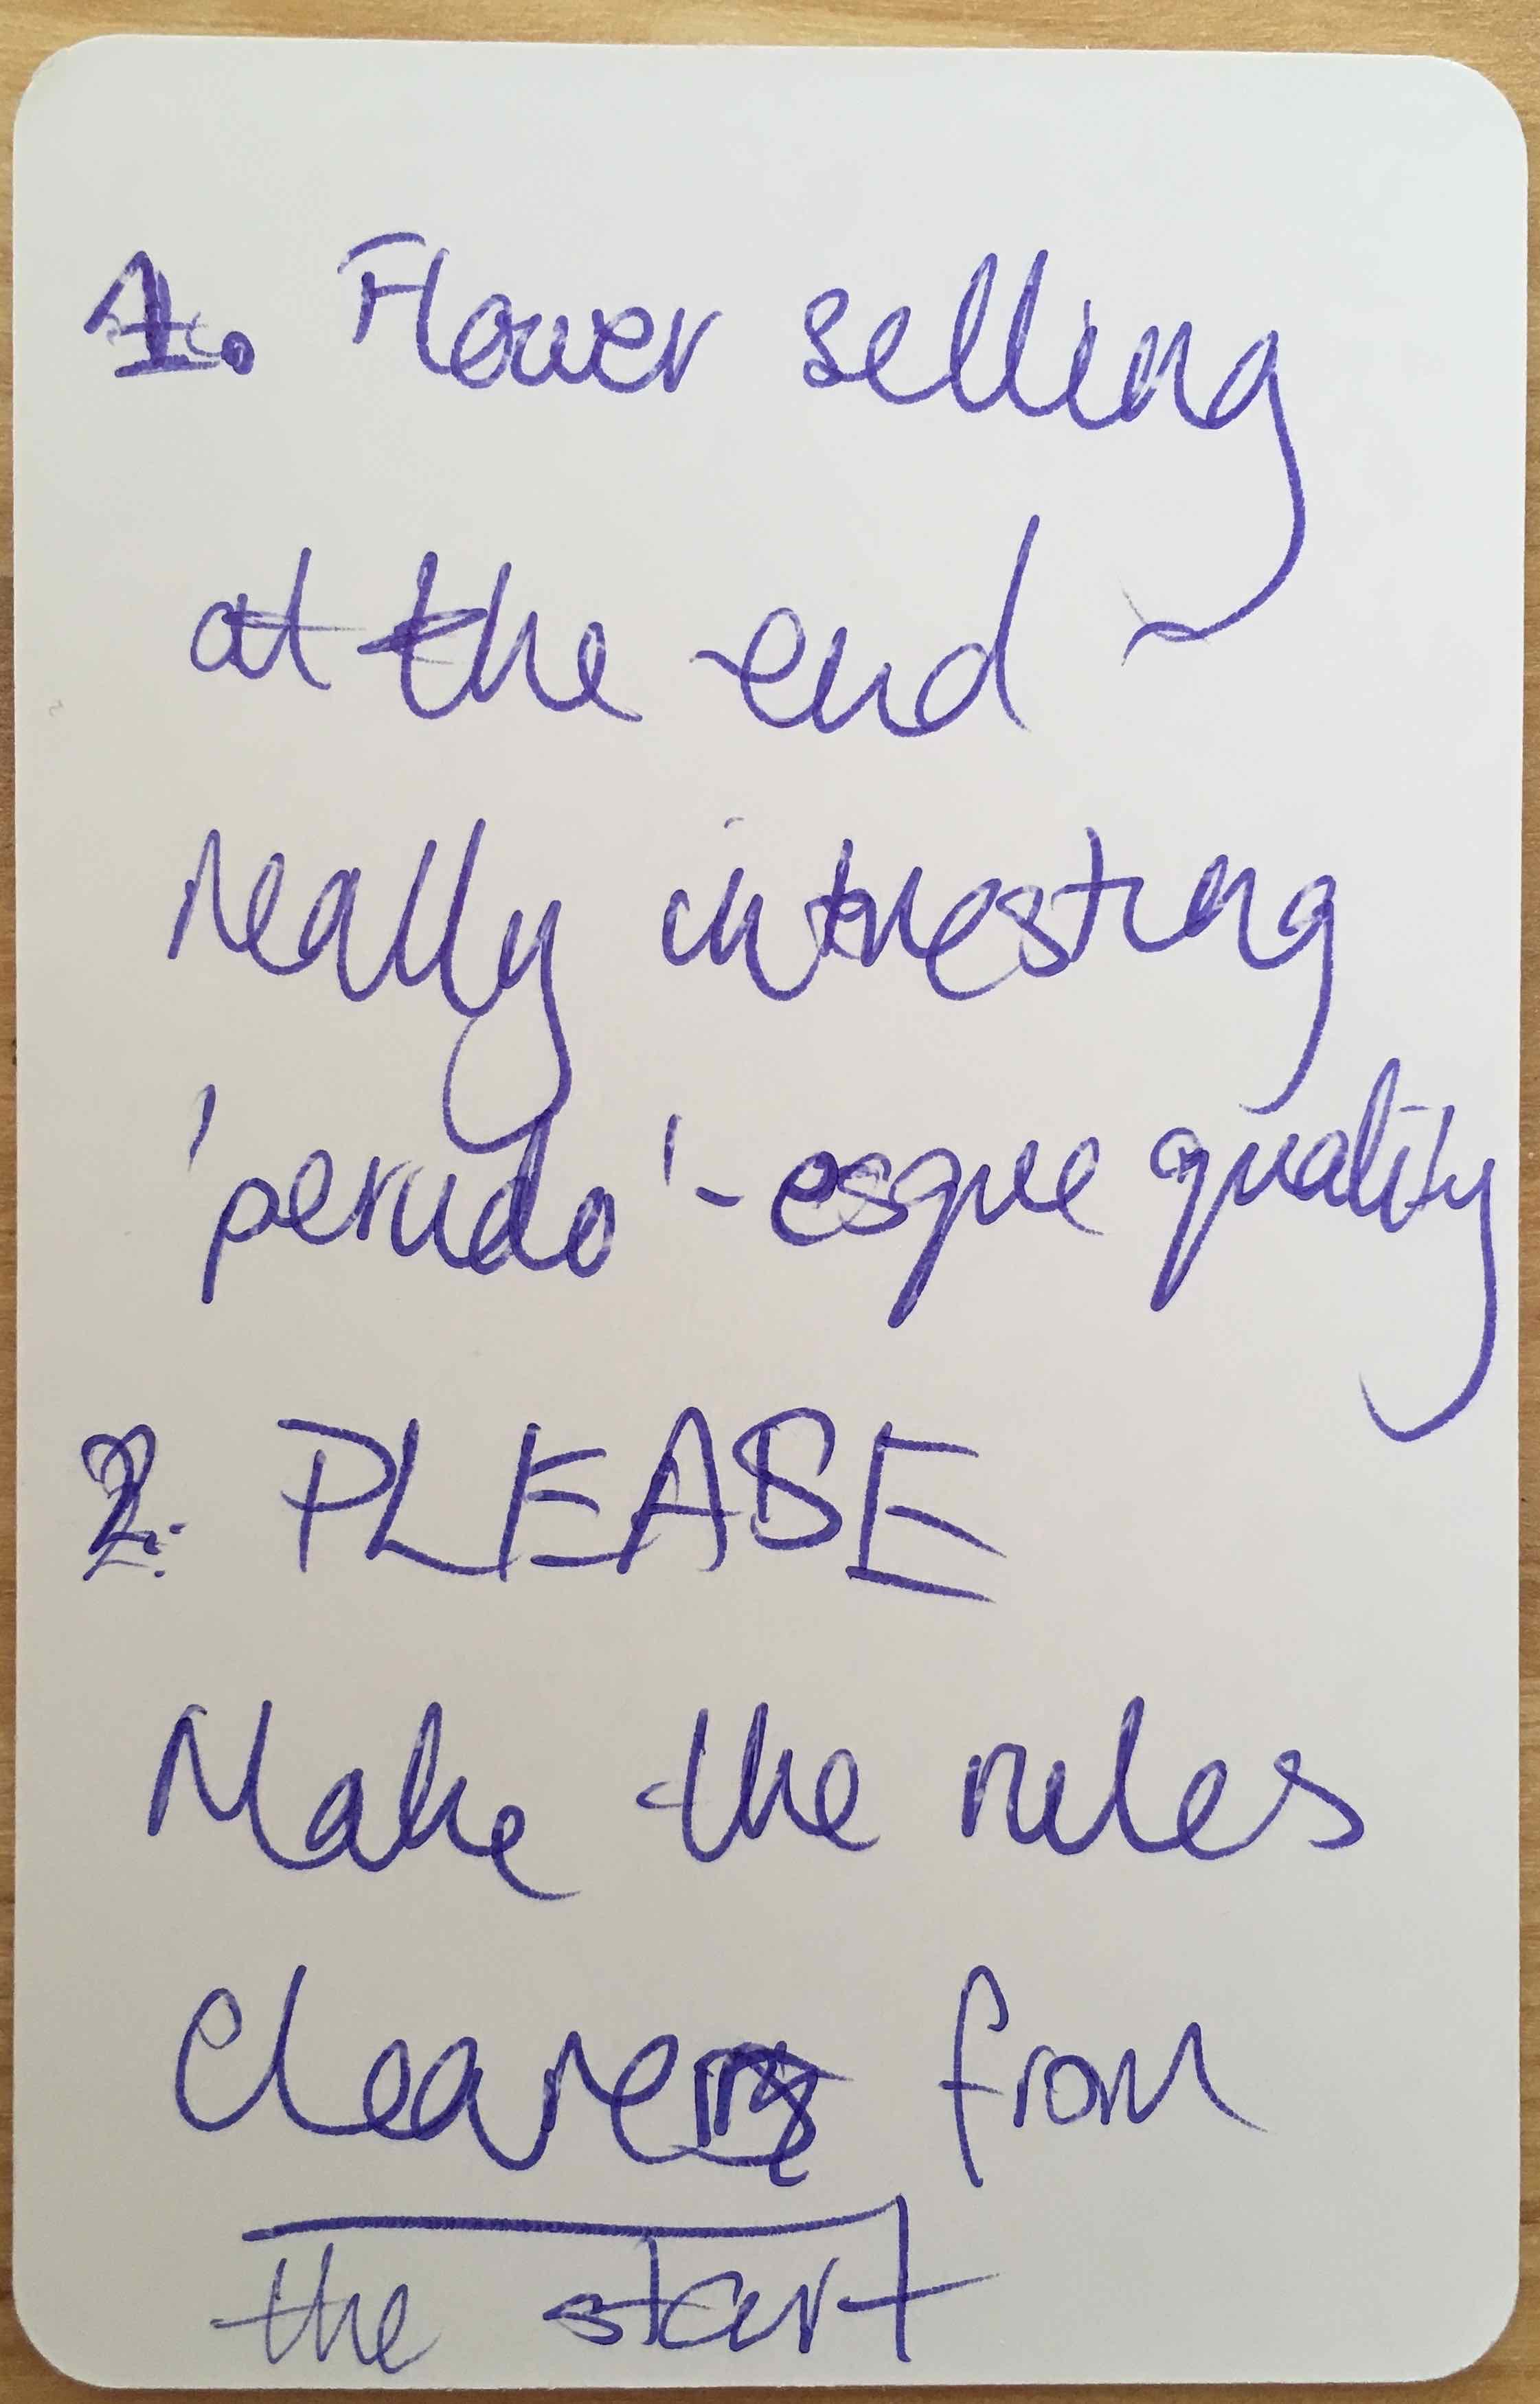 1. Flower selling
at the end -
really interesting
'perudo'-esque quality
2. PLEASE
Make the rules
clearer from
the start